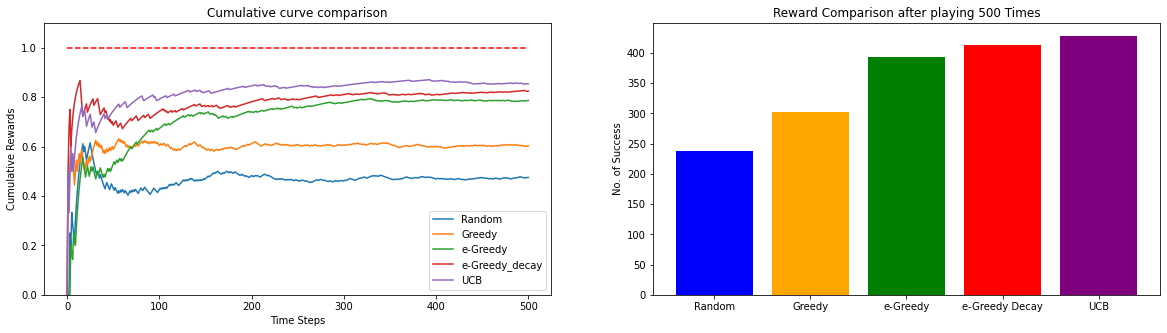 Cumulative curve comparison
Cumulative Rewards
1.0
0.8
0.6
0.4
0.2
0.0
0
100
200
300
400
500
Time Steps
Random
Greedy
e-Greedy
e-Greedy_decay
UCB
Reward Comparison after playing 500 Times
No. of Success
400
350
300
250
200
150
100
50
0
Random
Greedy
e-Greedy
e-Greedy Decay
UCB